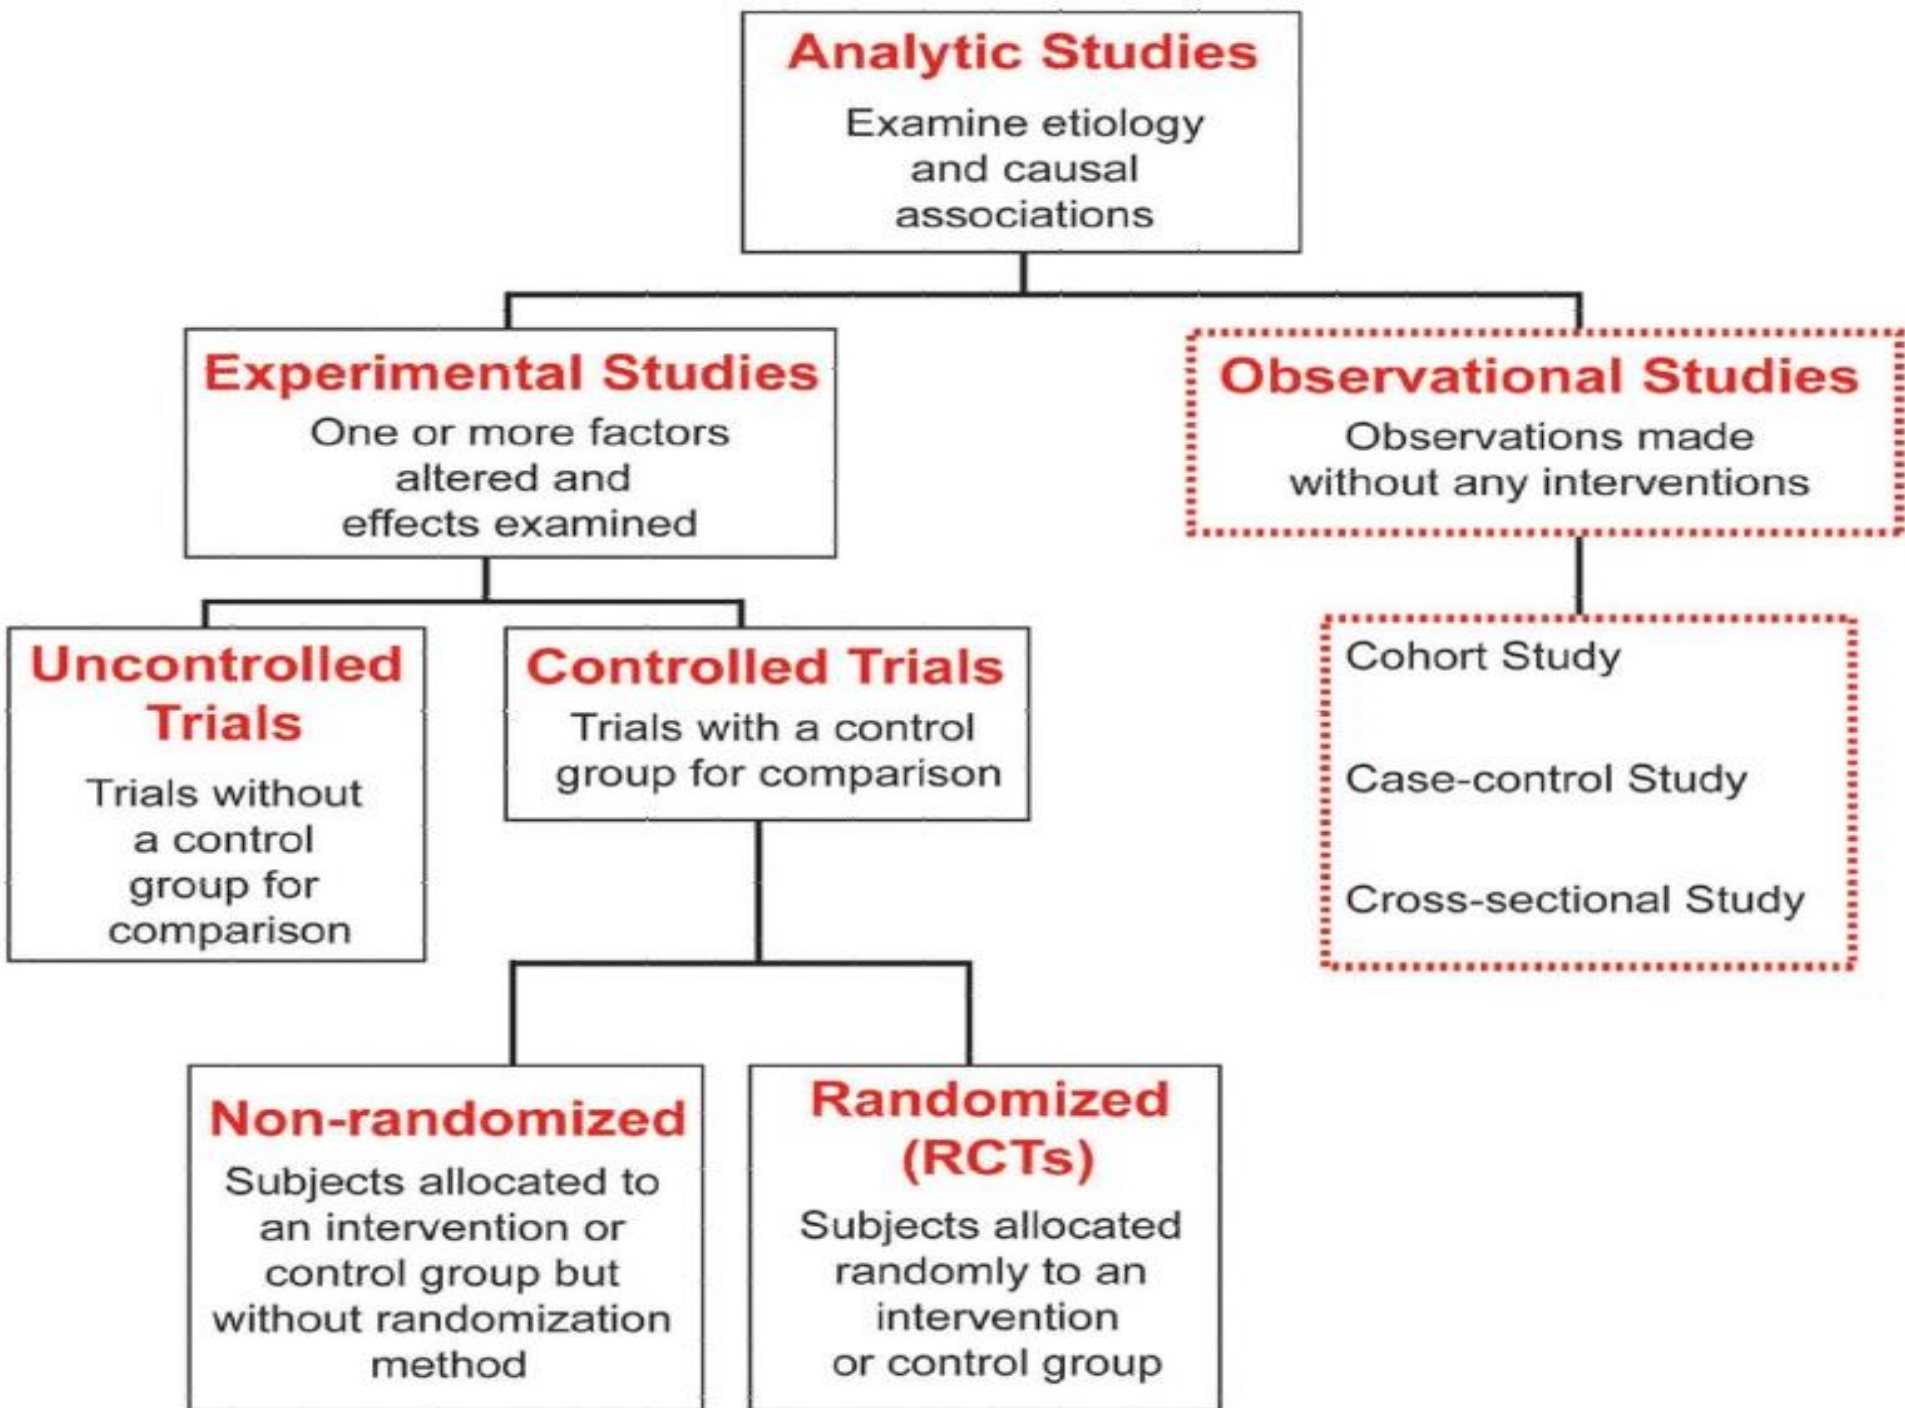 Analytic Studies
Examine etiology
and causal
associations
Experimental Studies
One or more factors
altered and
effects examined
Observational Studies
Observations made
without any interventions
Uncontrolled
Trials
Trials without
a control
group for
comparison
Controlled Trials
Trials with a control
group for comparison
Cohort Study
Case-control Study
Cross-sectional Study
Non-randomized
Subjects allocated to
an intervention or
control group but
without randomization
method
Randomized
(RCTs)
Subjects allocated
randomly to an
intervention
or control group